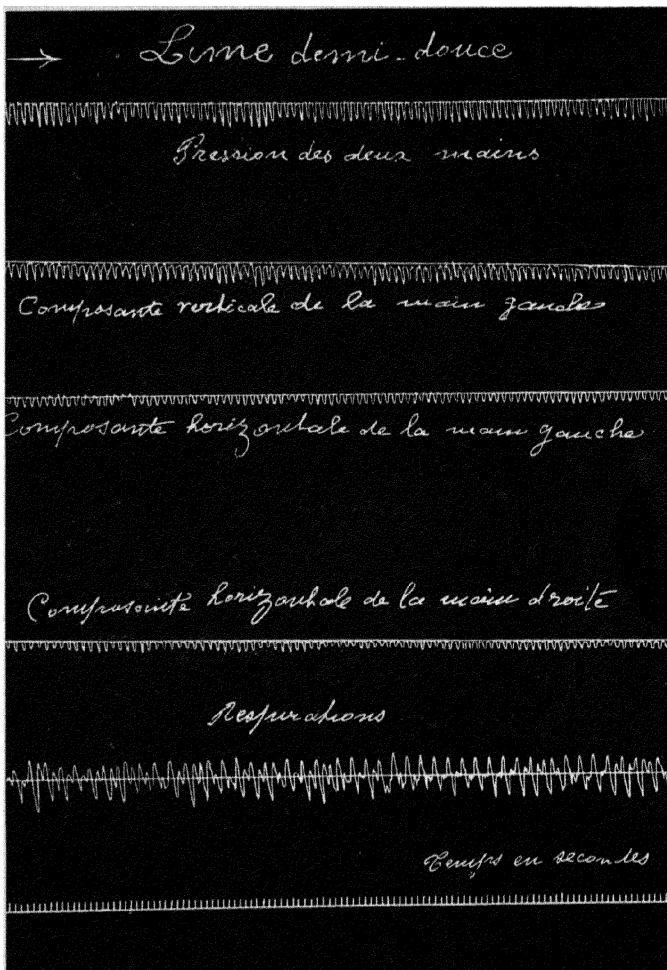 Lime demi-douce
Pression des deux mains
Composante verticale de la main gauche
Composante horizontale de la main gauche
Composante horizontale de la main droite
Respirations
Temps en secondes